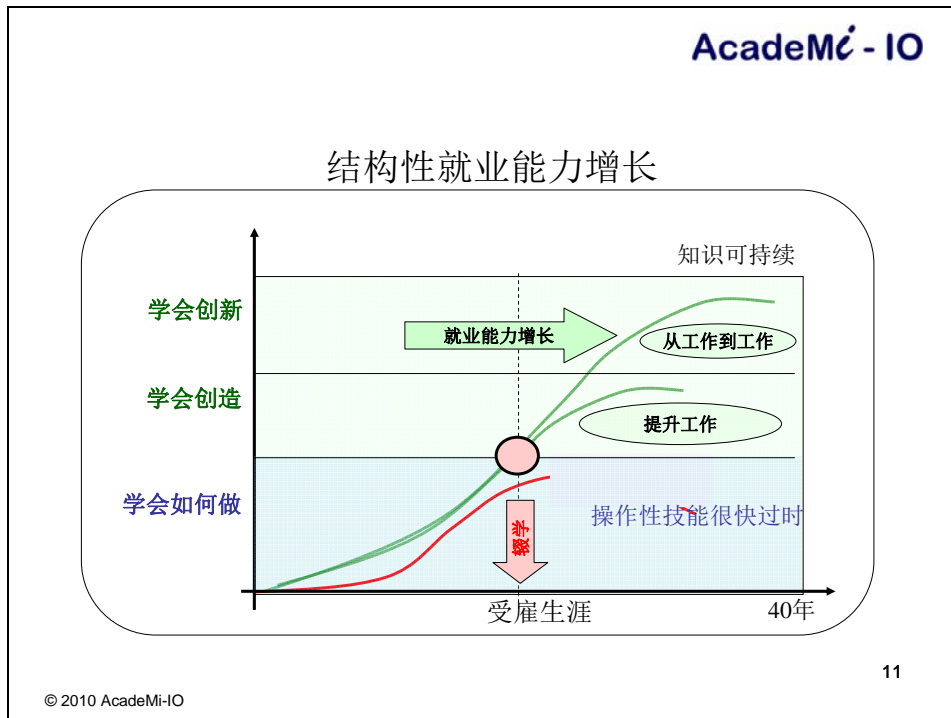 AcadeMi - IO
结构性就业能力增长
知识可持续
学会创新
就业能力增长
从工作到工作
学会创造
提升工作
学会如何做
操作性技能很快过时
辍学
受雇生涯
40年
11
© 2010 AcadeMi-IO